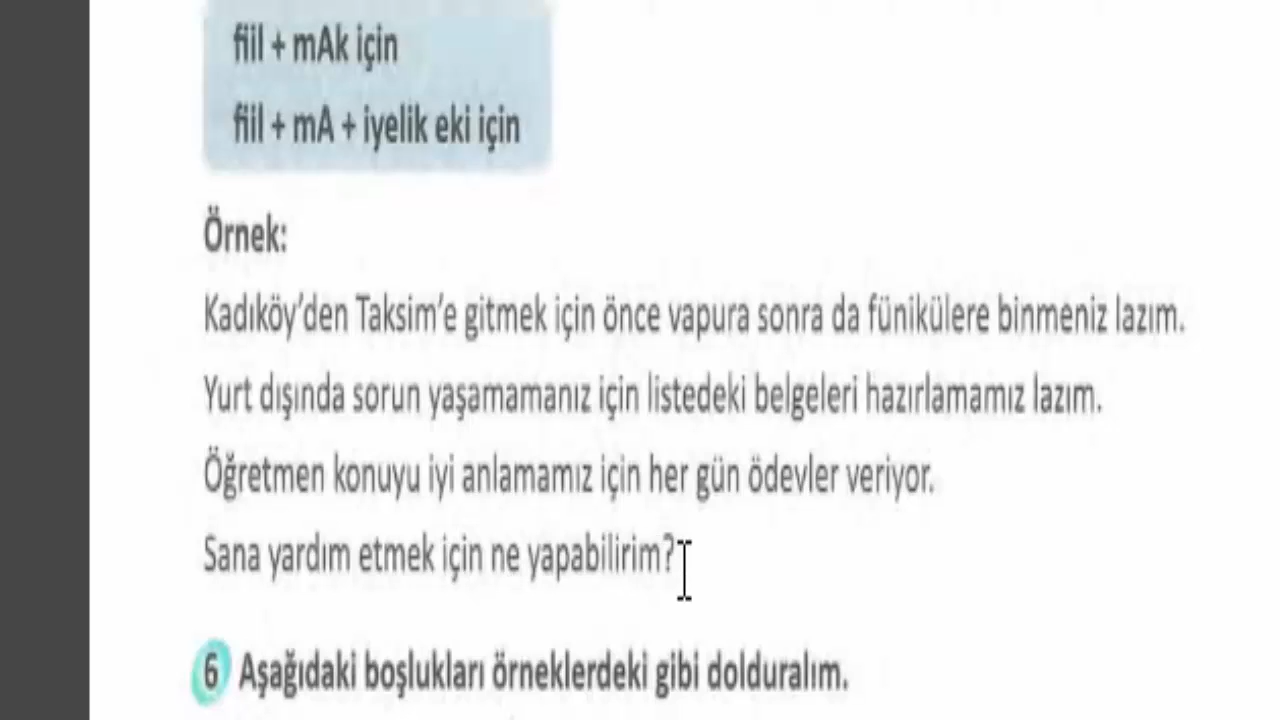 fiil + mAk için
fiil + mA + iyelik eki için
Örnek:
Kadıköy'den Taksim'e gitmek için önce vapura sonra da fünikülere binmeniz lazım.
Yurt dışında sorun yaşamamanız için listedeki belgeleri hazırlamamız lazım.
Öğretmen konuyu iyi anlamamız için her gün ödevler veriyor.
Sana yardım etmek için ne yapabilirim?
6 Aşağıdaki boşlukları örneklerdeki gibi dolduralım.